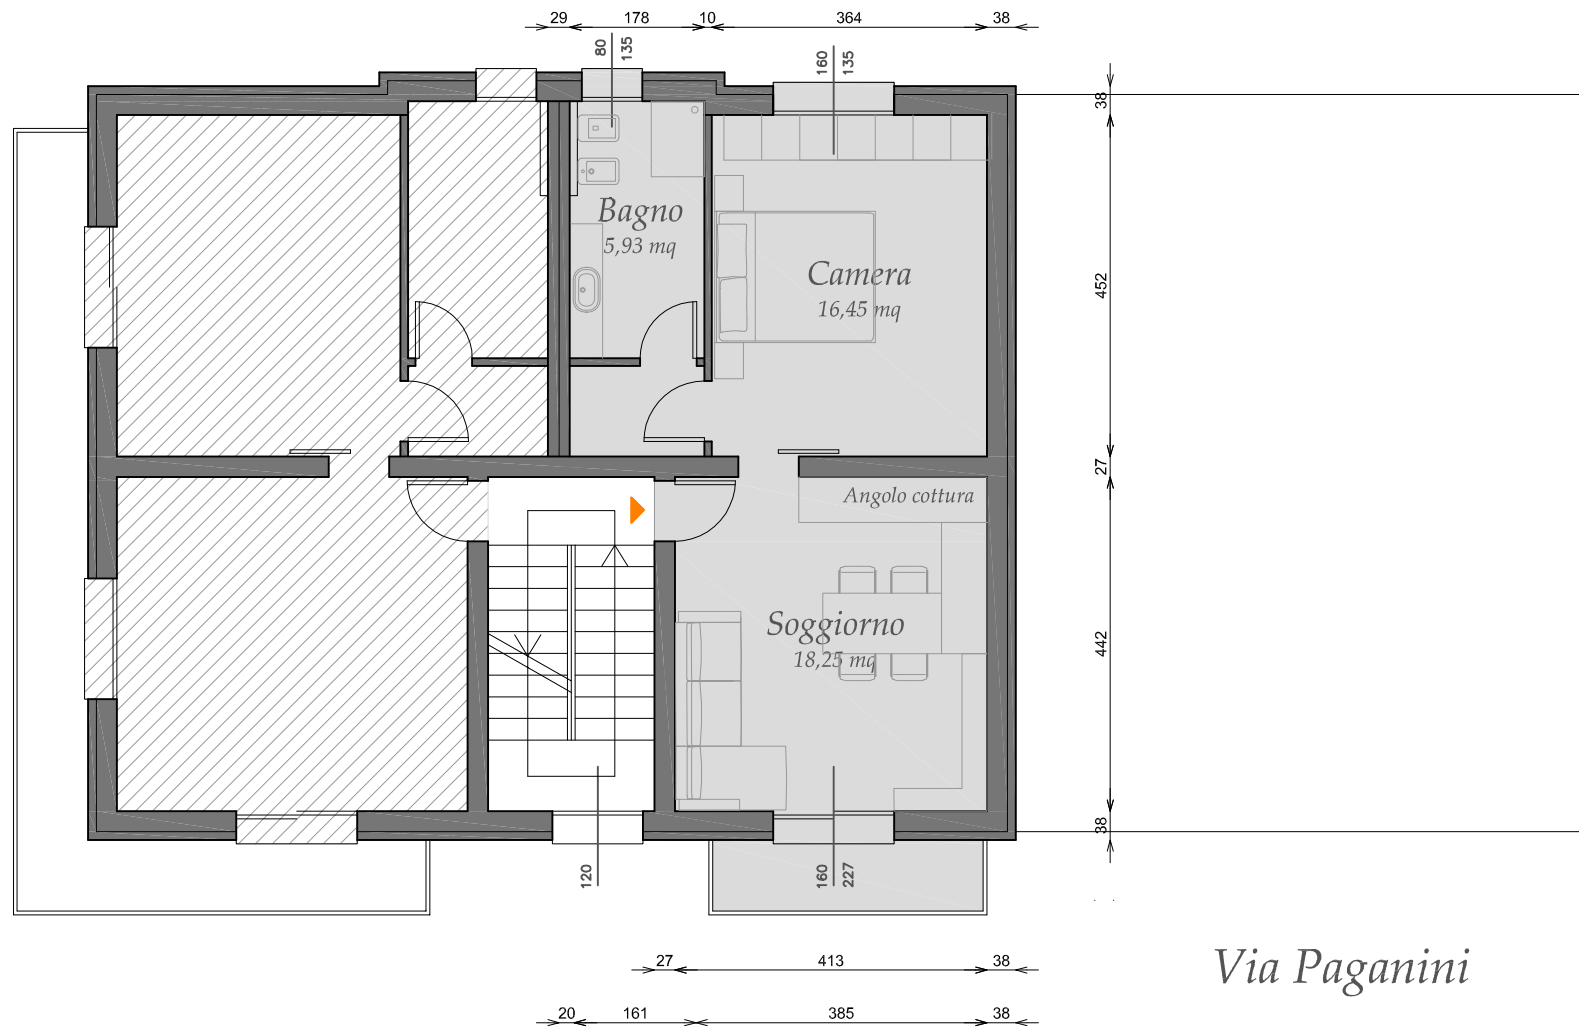 29 178 10 364 38
80
135
160
135
38
Bagno
5,93 mq
Camera
16,45 mq
452
27
Angolo cottura
Soggiorno
18,25 mq
442
38
120
160
227
Via Paganini
27 413 38
20 161 385 38